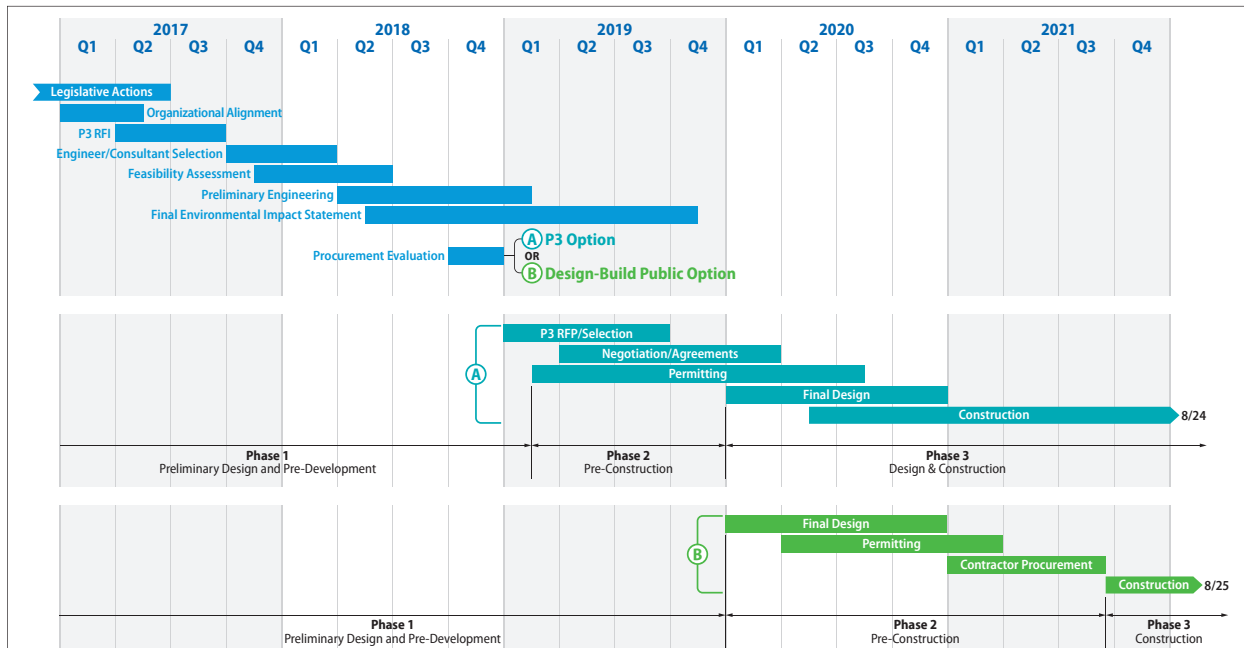 2017 2018 2019 2020 2021
Q1 Q2 Q3 Q4 Q1 Q2 Q3 Q4 Q1 Q2 Q3 Q4 Q1 Q2 Q3 Q4 Q1 Q2 Q3 Q4
Legislative Actions
Organizational Alignment
P3 RFI
Engineer/Consultant Selection
Feasibility Assessment
Preliminary Engineering
Final Environmental Impact Statement
Procurement Evaluation
A P3 Option
OR
B Design-Build Public Option
A
P3 RFP/Selection
Negotiation/Agreements
Permitting
Final Design
Construction 8/24
Phase 1 Phase 2 Phase 3
Preliminary Design and Pre-Development Pre-Construction Design & Construction
B
Final Design
Permitting
Contractor Procurement
Construction 8/25
Phase 1 Phase 2 Phase 3
Preliminary Design and Pre-Development Pre-Construction Construction